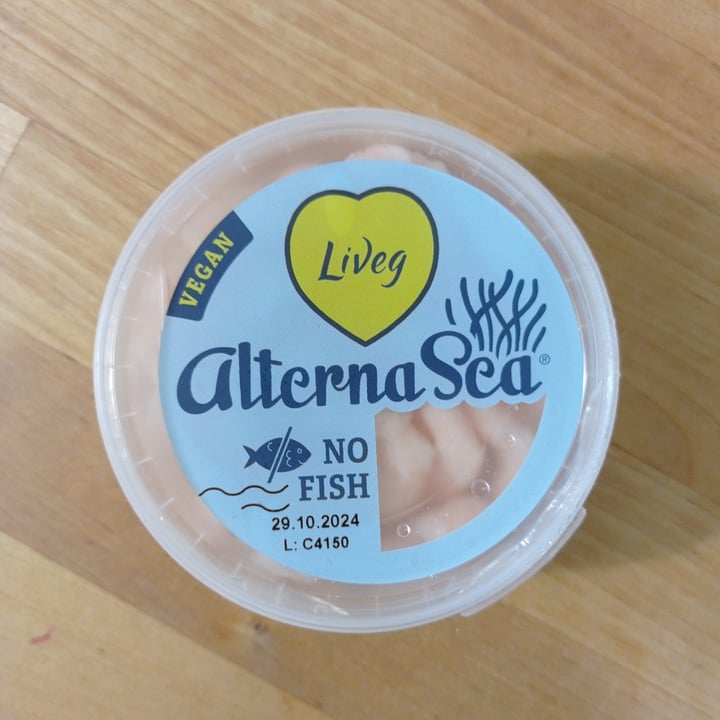 VEGAN
Liveg
AlternaSea®
NO
FISH
29.10.2024
L: C4150